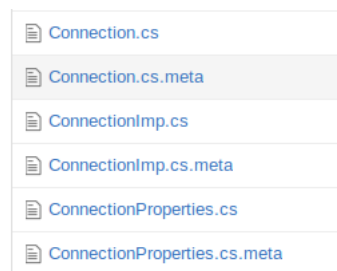 Connection.cs
Connection.cs.meta
ConnectionImp.cs
ConnectionImp.cs.meta
ConnectionProperties.cs
ConnectionProperties.cs.meta